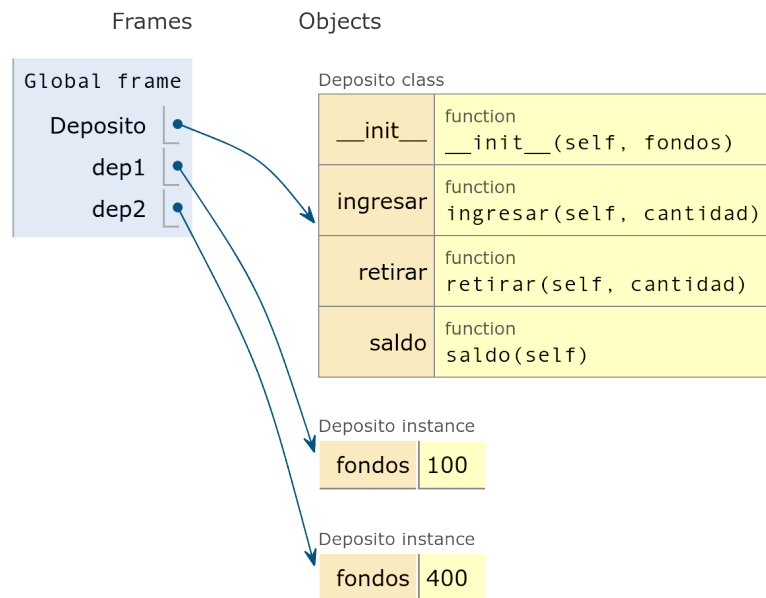 Frames Objects
Global frame
Deposito
dep1
dep2
Deposito class
__init__ function
__init__(self, fondos)
ingresar function
ingresar(self, cantidad)
retirar function
retirar(self, cantidad)
saldo function
saldo(self)
Deposito instance
fondos 100
Deposito instance
fondos 400